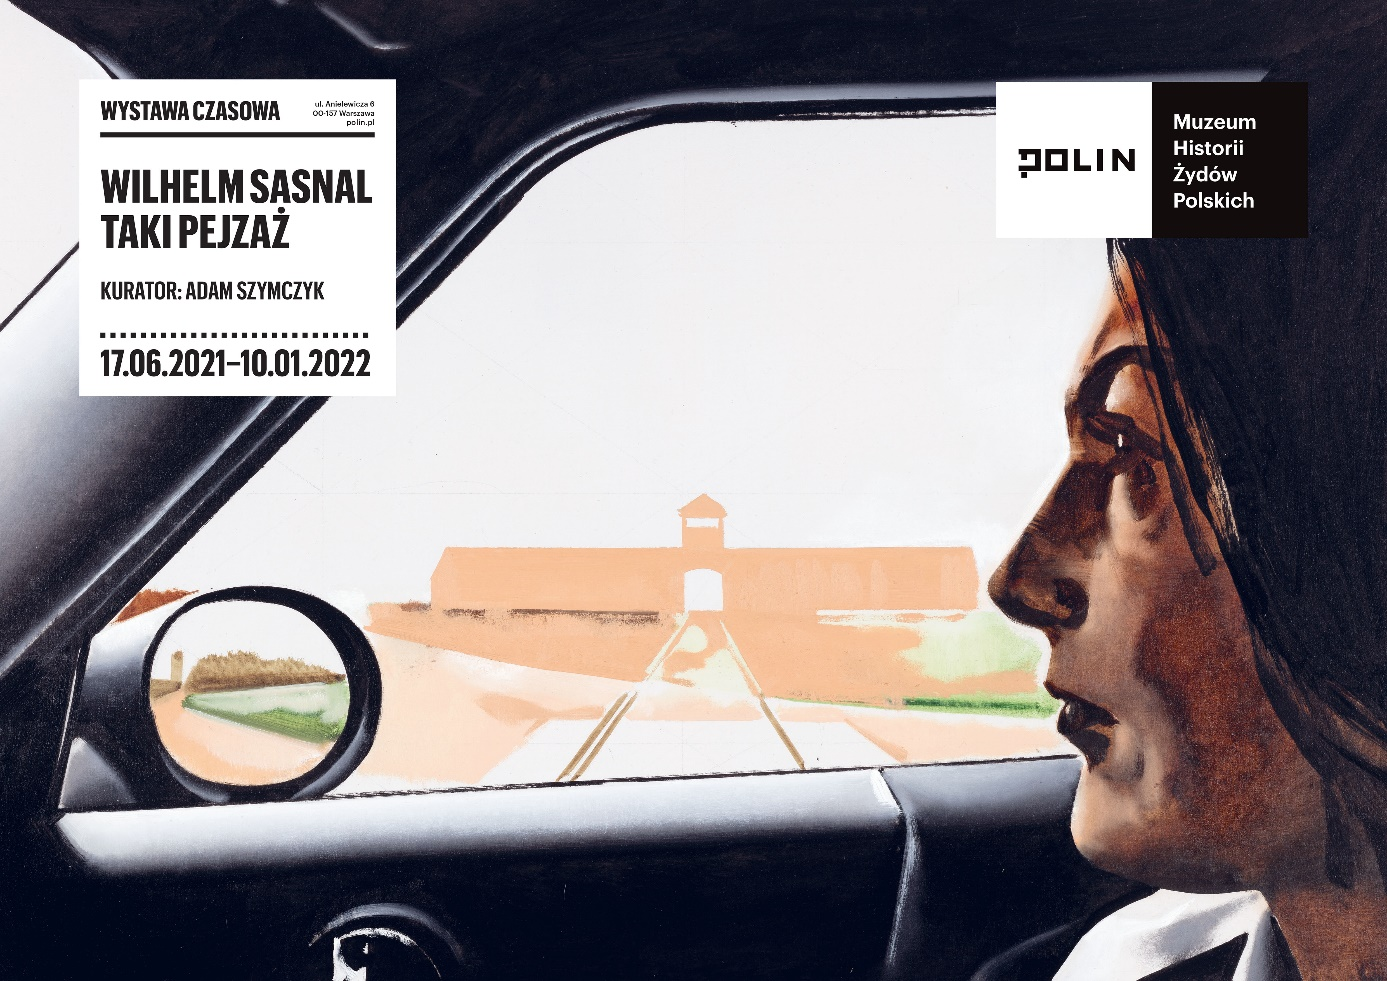 WYSTAWA CZASOWA
ul. Anielewicza 6
00-157 Warszawa
polin.pl
WILHELM SASNAL
TAKI PEJZAŻ
KURATOR: ADAM SZYMCZYK
17.06.2021–10.01.2022
POLIN
Muzeum
Historii
Żydów
Polskich